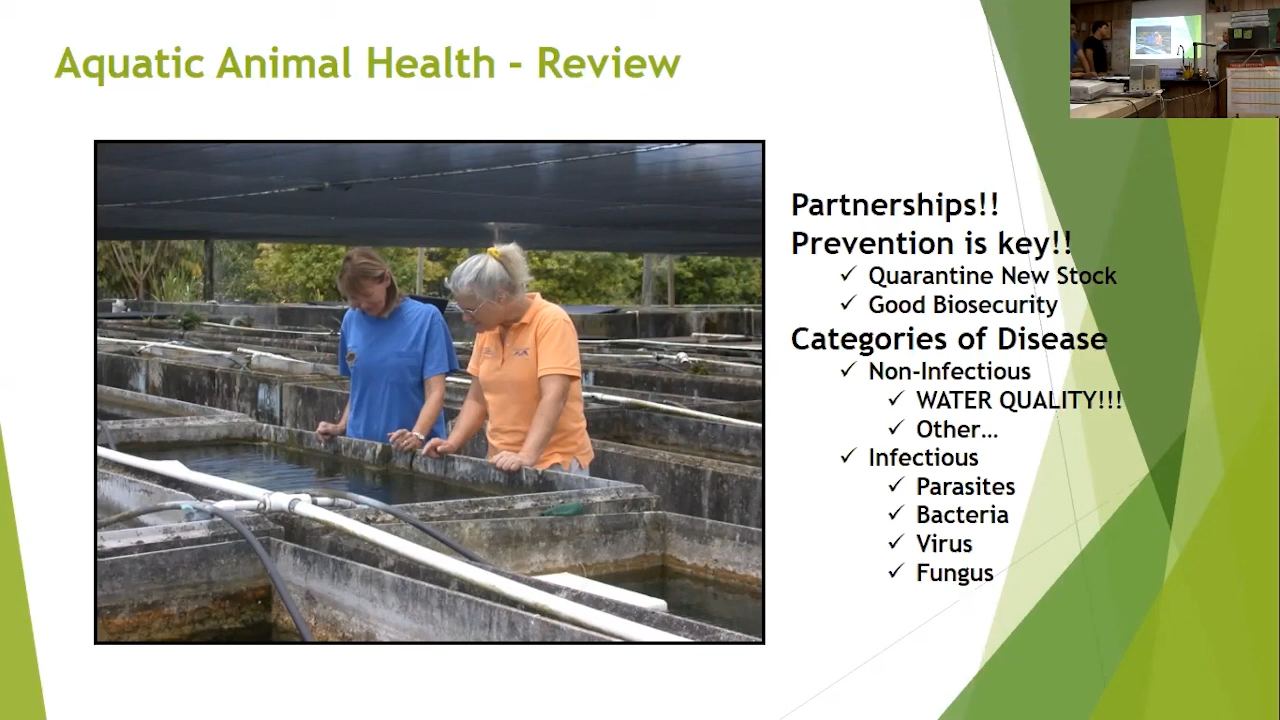 Aquatic Animal Health - Review
Partnerships!!
Prevention is key!!
✓ Quarantine New Stock
✓ Good Biosecurity
Categories of Disease
✓ Non-Infectious
✓ WATER QUALITY!!!
✓ Other…
✓ Infectious
✓ Parasites
✓ Bacteria
✓ Virus
✓ Fungus